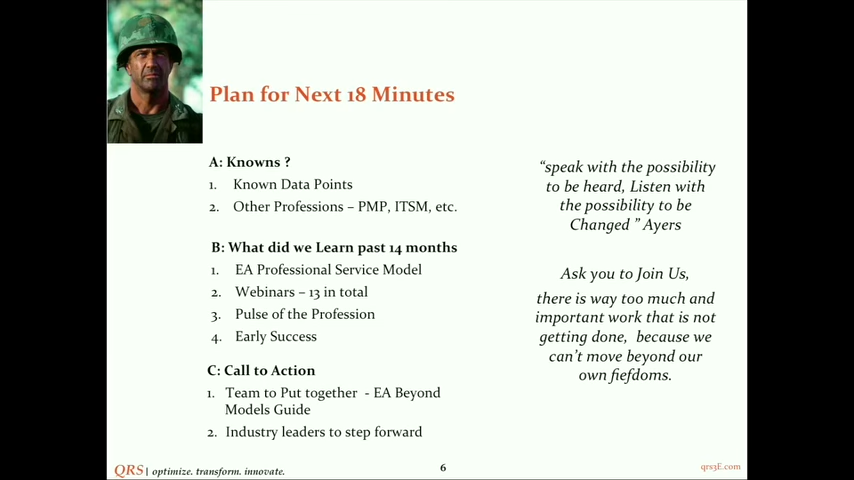 Plan for Next 18 Minutes
A: Knowns ?
1. Known Data Points
2. Other Professions – PMP, ITSM, etc.
B: What did we Learn past 14 months
1. EA Professional Service Model
2. Webinars – 13 in total
3. Pulse of the Profession
4. Early Success
C: Call to Action
1. Team to Put together - EA Beyond
Models Guide
2. Industry leaders to step forward
“speak with the possibility
to be heard, Listen with
the possibility to be
Changed ” Ayers
Ask you to Join Us,
there is way too much and
important work that is not
getting done, because we
can’t move beyond our
own fiefdoms.
QRS | optimize. transform. innovate.
6
qrs3E.com